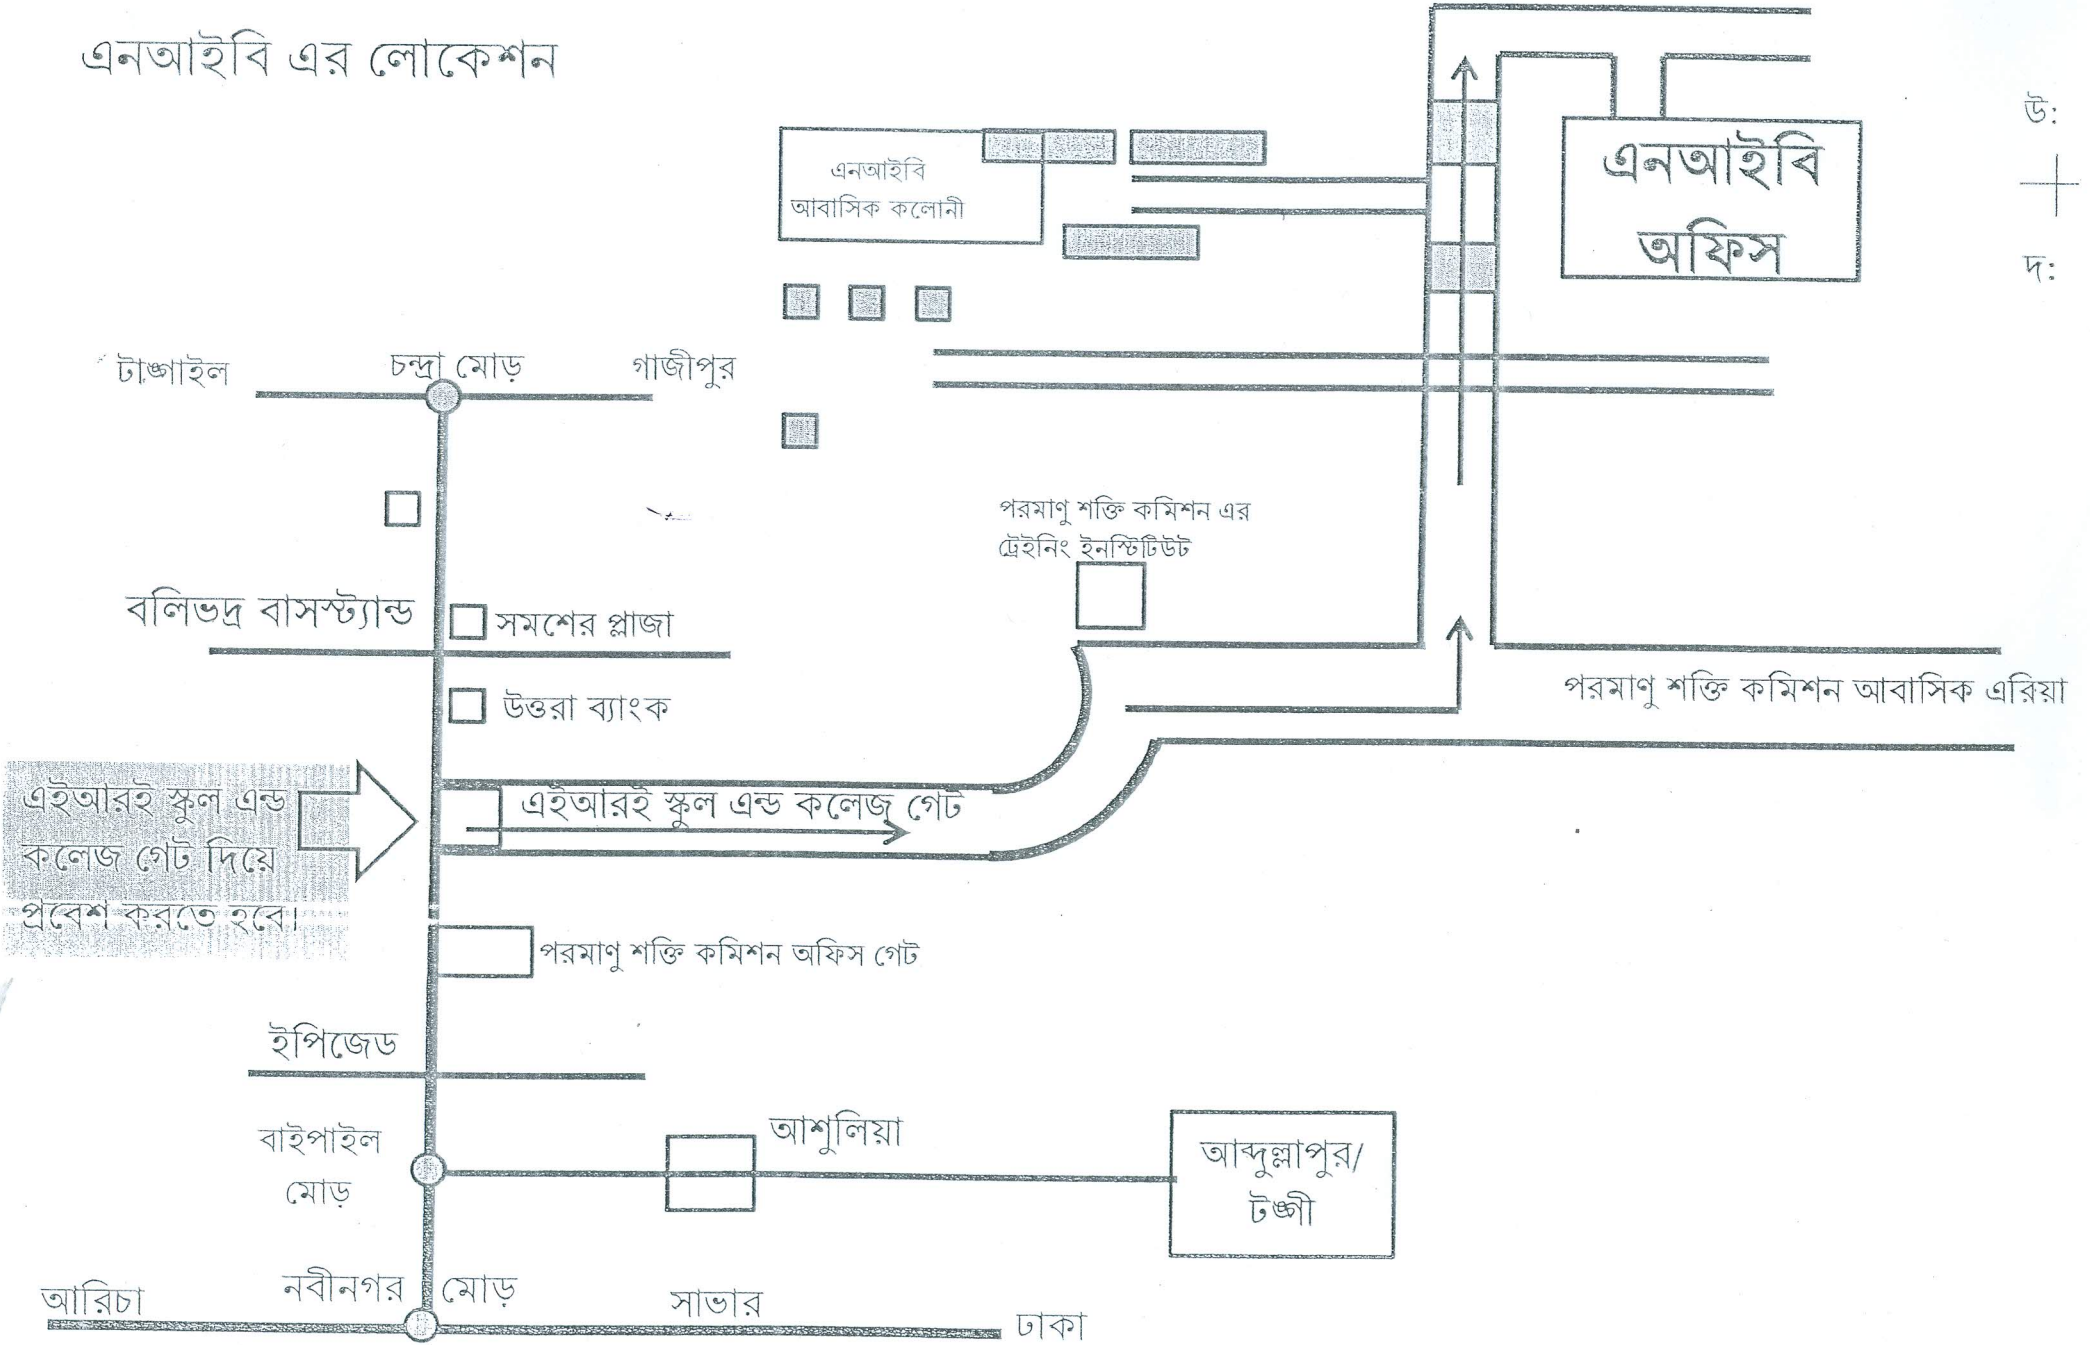 এনআইবি এর লোকেশন
উ:
এনআইবি
অফিস
দ:
এনআইবি
আবাসিক কলোনী
টাঙ্গাইল
চন্দ্রা মোড়
গাজীপুর
পরমাণু শক্তি কমিশন এর
ট্রেইনিং ইনস্টিটিউট
বলিভদ্র বাসস্ট্যান্ড
সমশের প্লাজা
উত্তরা ব্যাংক
পরমাণু শক্তি কমিশন আবাসিক এরিয়া
এইআরই স্কুল এন্ড
কলেজ গেট দিয়ে
প্রবেশ করতে হবে।
এইআরই স্কুল এন্ড কলেজ গেট
পরমাণু শক্তি কমিশন অফিস গেট
ইপিজেড
বাইপাইল
মোড়
আশুলিয়া
আব্দুল্লাপুর/
টঙ্গী
আরিচা
নবীনগর মোড়
সাভার
ঢাকা